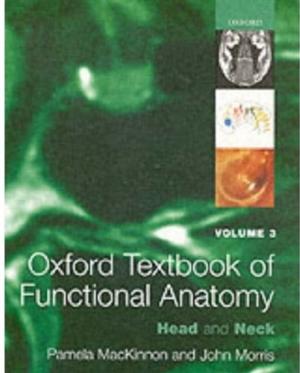 OXFORD
VOLUME 3
Oxford Textbook of
Functional Anatomy
Head and Neck
Pamela MacKinnon and John Morris